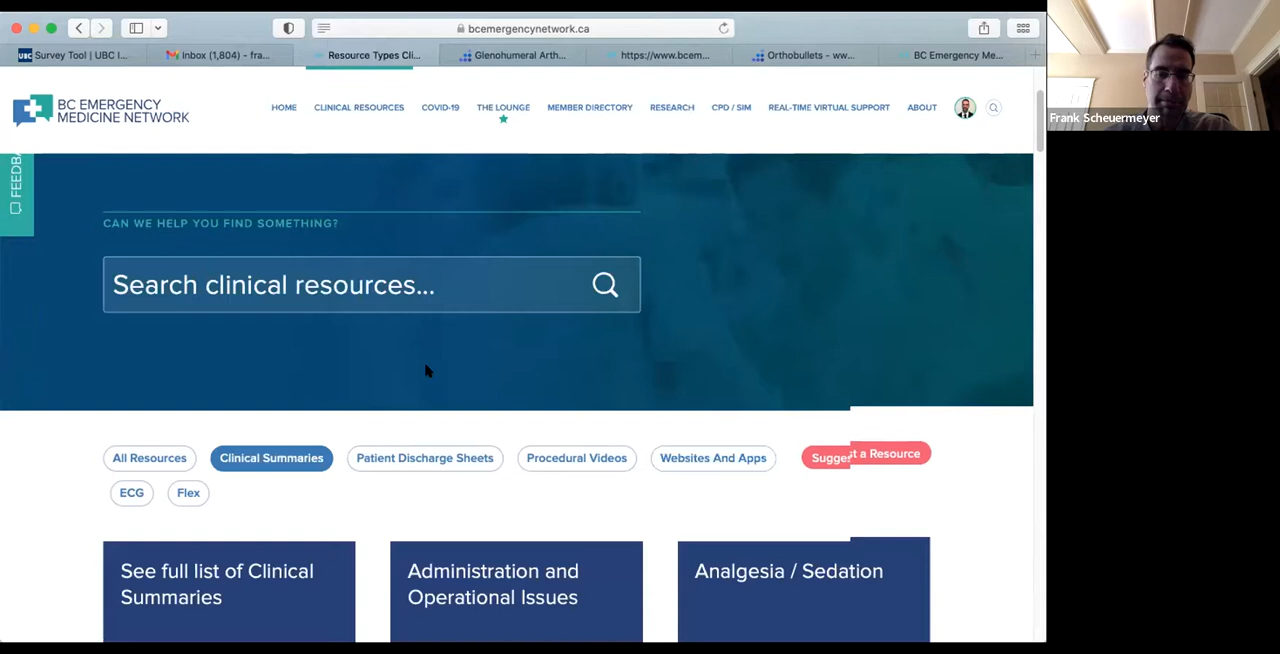 bcemergencynetwork.ca
UBC Survey Tool | UBC I...
Inbox (1,804) - fra...
Resource Types Cli...
Glenohumeral Arth...
https://www.bcem...
Orthobullets - ww...
BC Emergency Me...
BC EMERGENCY
MEDICINE NETWORK
HOME
CLINICAL RESOURCES
COVID-19
THE LOUNGE
MEMBER DIRECTORY
RESEARCH
CPD / SIM
REAL-TIME VIRTUAL SUPPORT
ABOUT
Frank Scheuermeyer
FEEDBA
CAN WE HELP YOU FIND SOMETHING?
Search clinical resources...
All Resources
Clinical Summaries
Patient Discharge Sheets
Procedural Videos
Websites And Apps
Sugges
t a Resource
ECG
Flex
See full list of Clinical
Summaries
Administration and
Operational Issues
Analgesia / Sedation